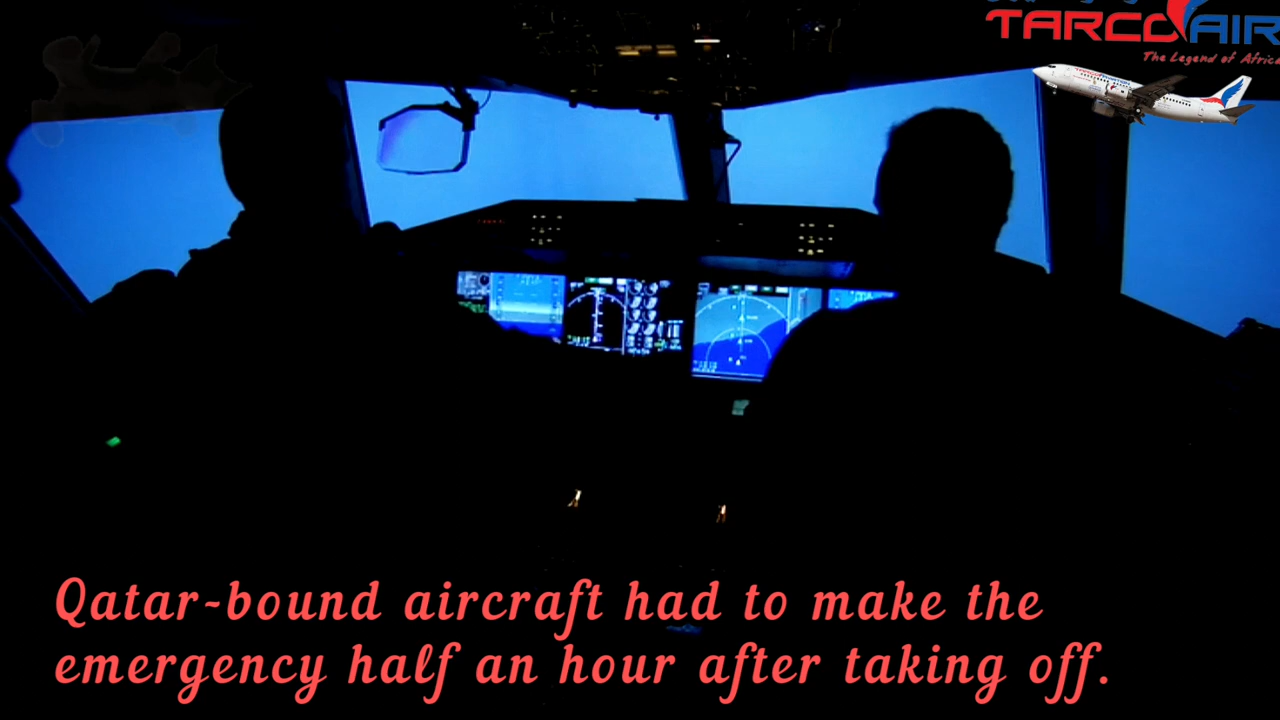 TARCO AIR
The Legend of Africa
Qatar-bound aircraft had to make the
emergency half an hour after taking off.